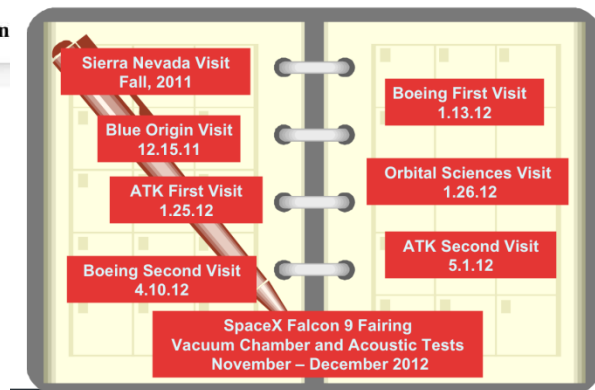 n
Sierra Nevada Visit
Fall, 2011
Blue Origin Visit
12.15.11
ATK First Visit
1.25.12
Boeing Second Visit
4.10.12
Boeing First Visit
1.13.12
Orbital Sciences Visit
1.26.12
ATK Second Visit
5.1.12
SpaceX Falcon 9 Fairing
Vacuum Chamber and Acoustic Tests
November – December 2012